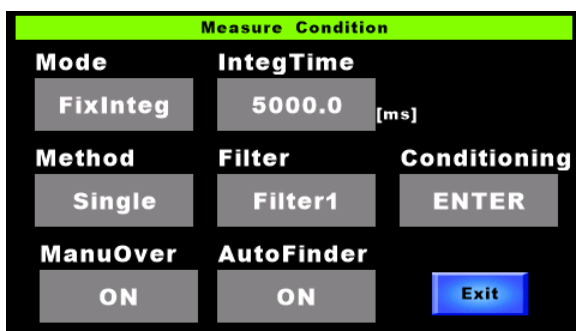 Measure Condition
Mode IntegTime
FixInteg 5000.0 [ms]
Method Filter Conditioning
Single Filter1 ENTER
ManuOver AutoFinder
ON ON Exit